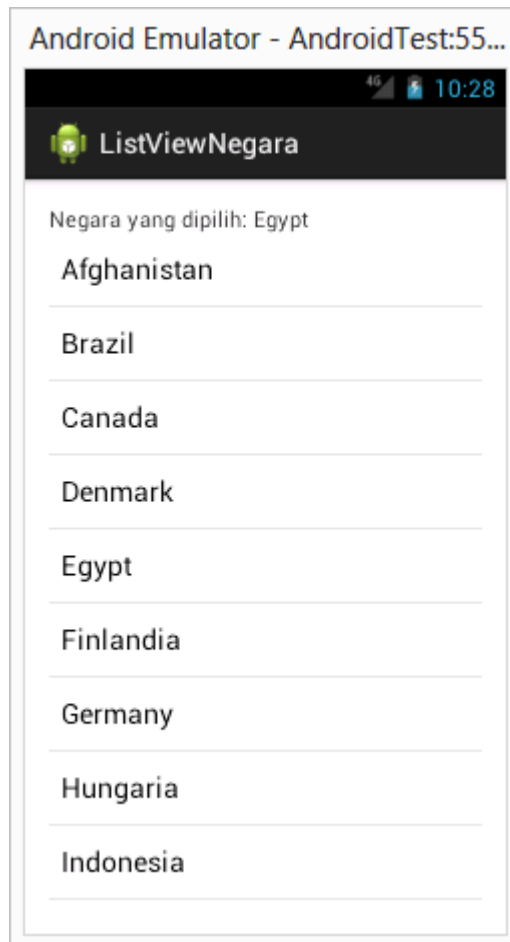 Android Emulator - AndroidTest:55...
4G 10:28
ListViewNegara
Negara yang dipilih: Egypt
Afghanistan
Brazil
Canada
Denmark
Egypt
Finlandia
Germany
Hungaria
Indonesia